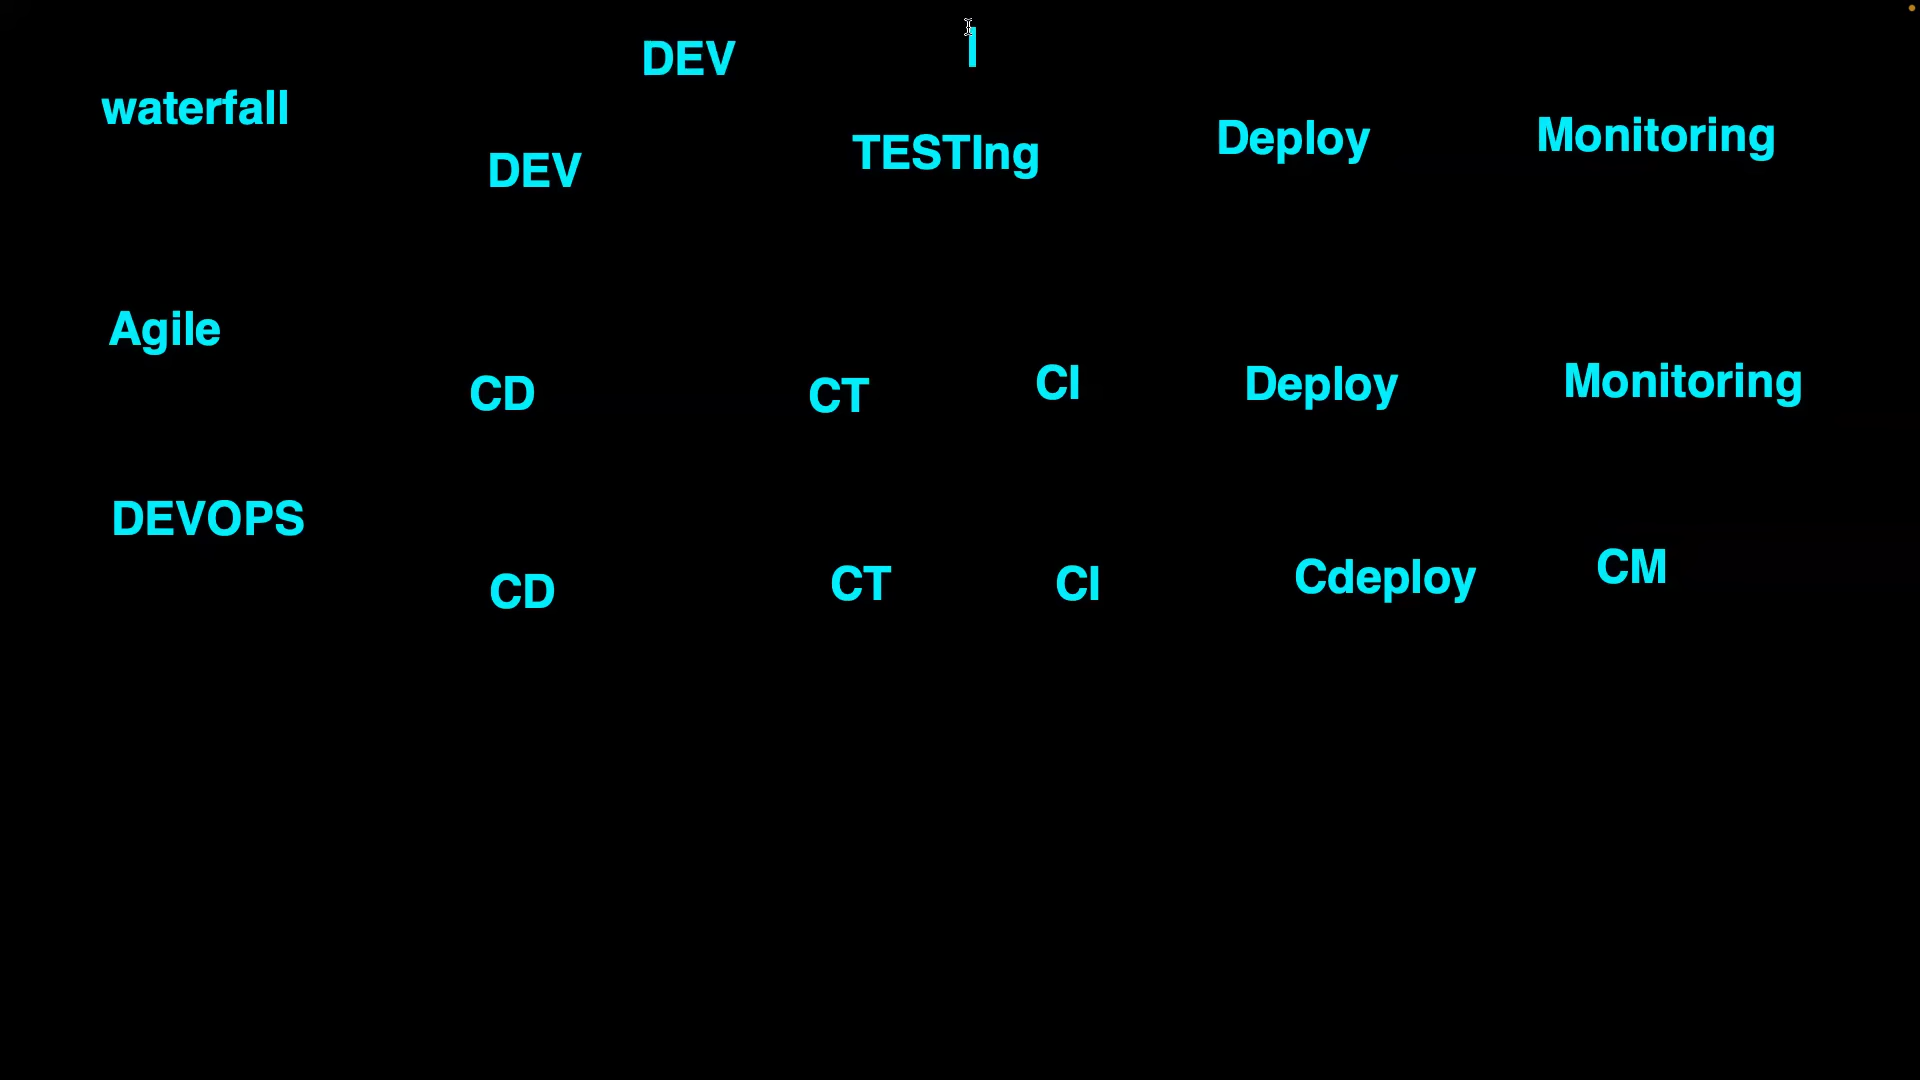 DEV
waterfall
DEV TESTIng Deploy Monitoring
Agile
CD CT CI Deploy Monitoring
DEVOPS
CD CT CI Cdeploy CM